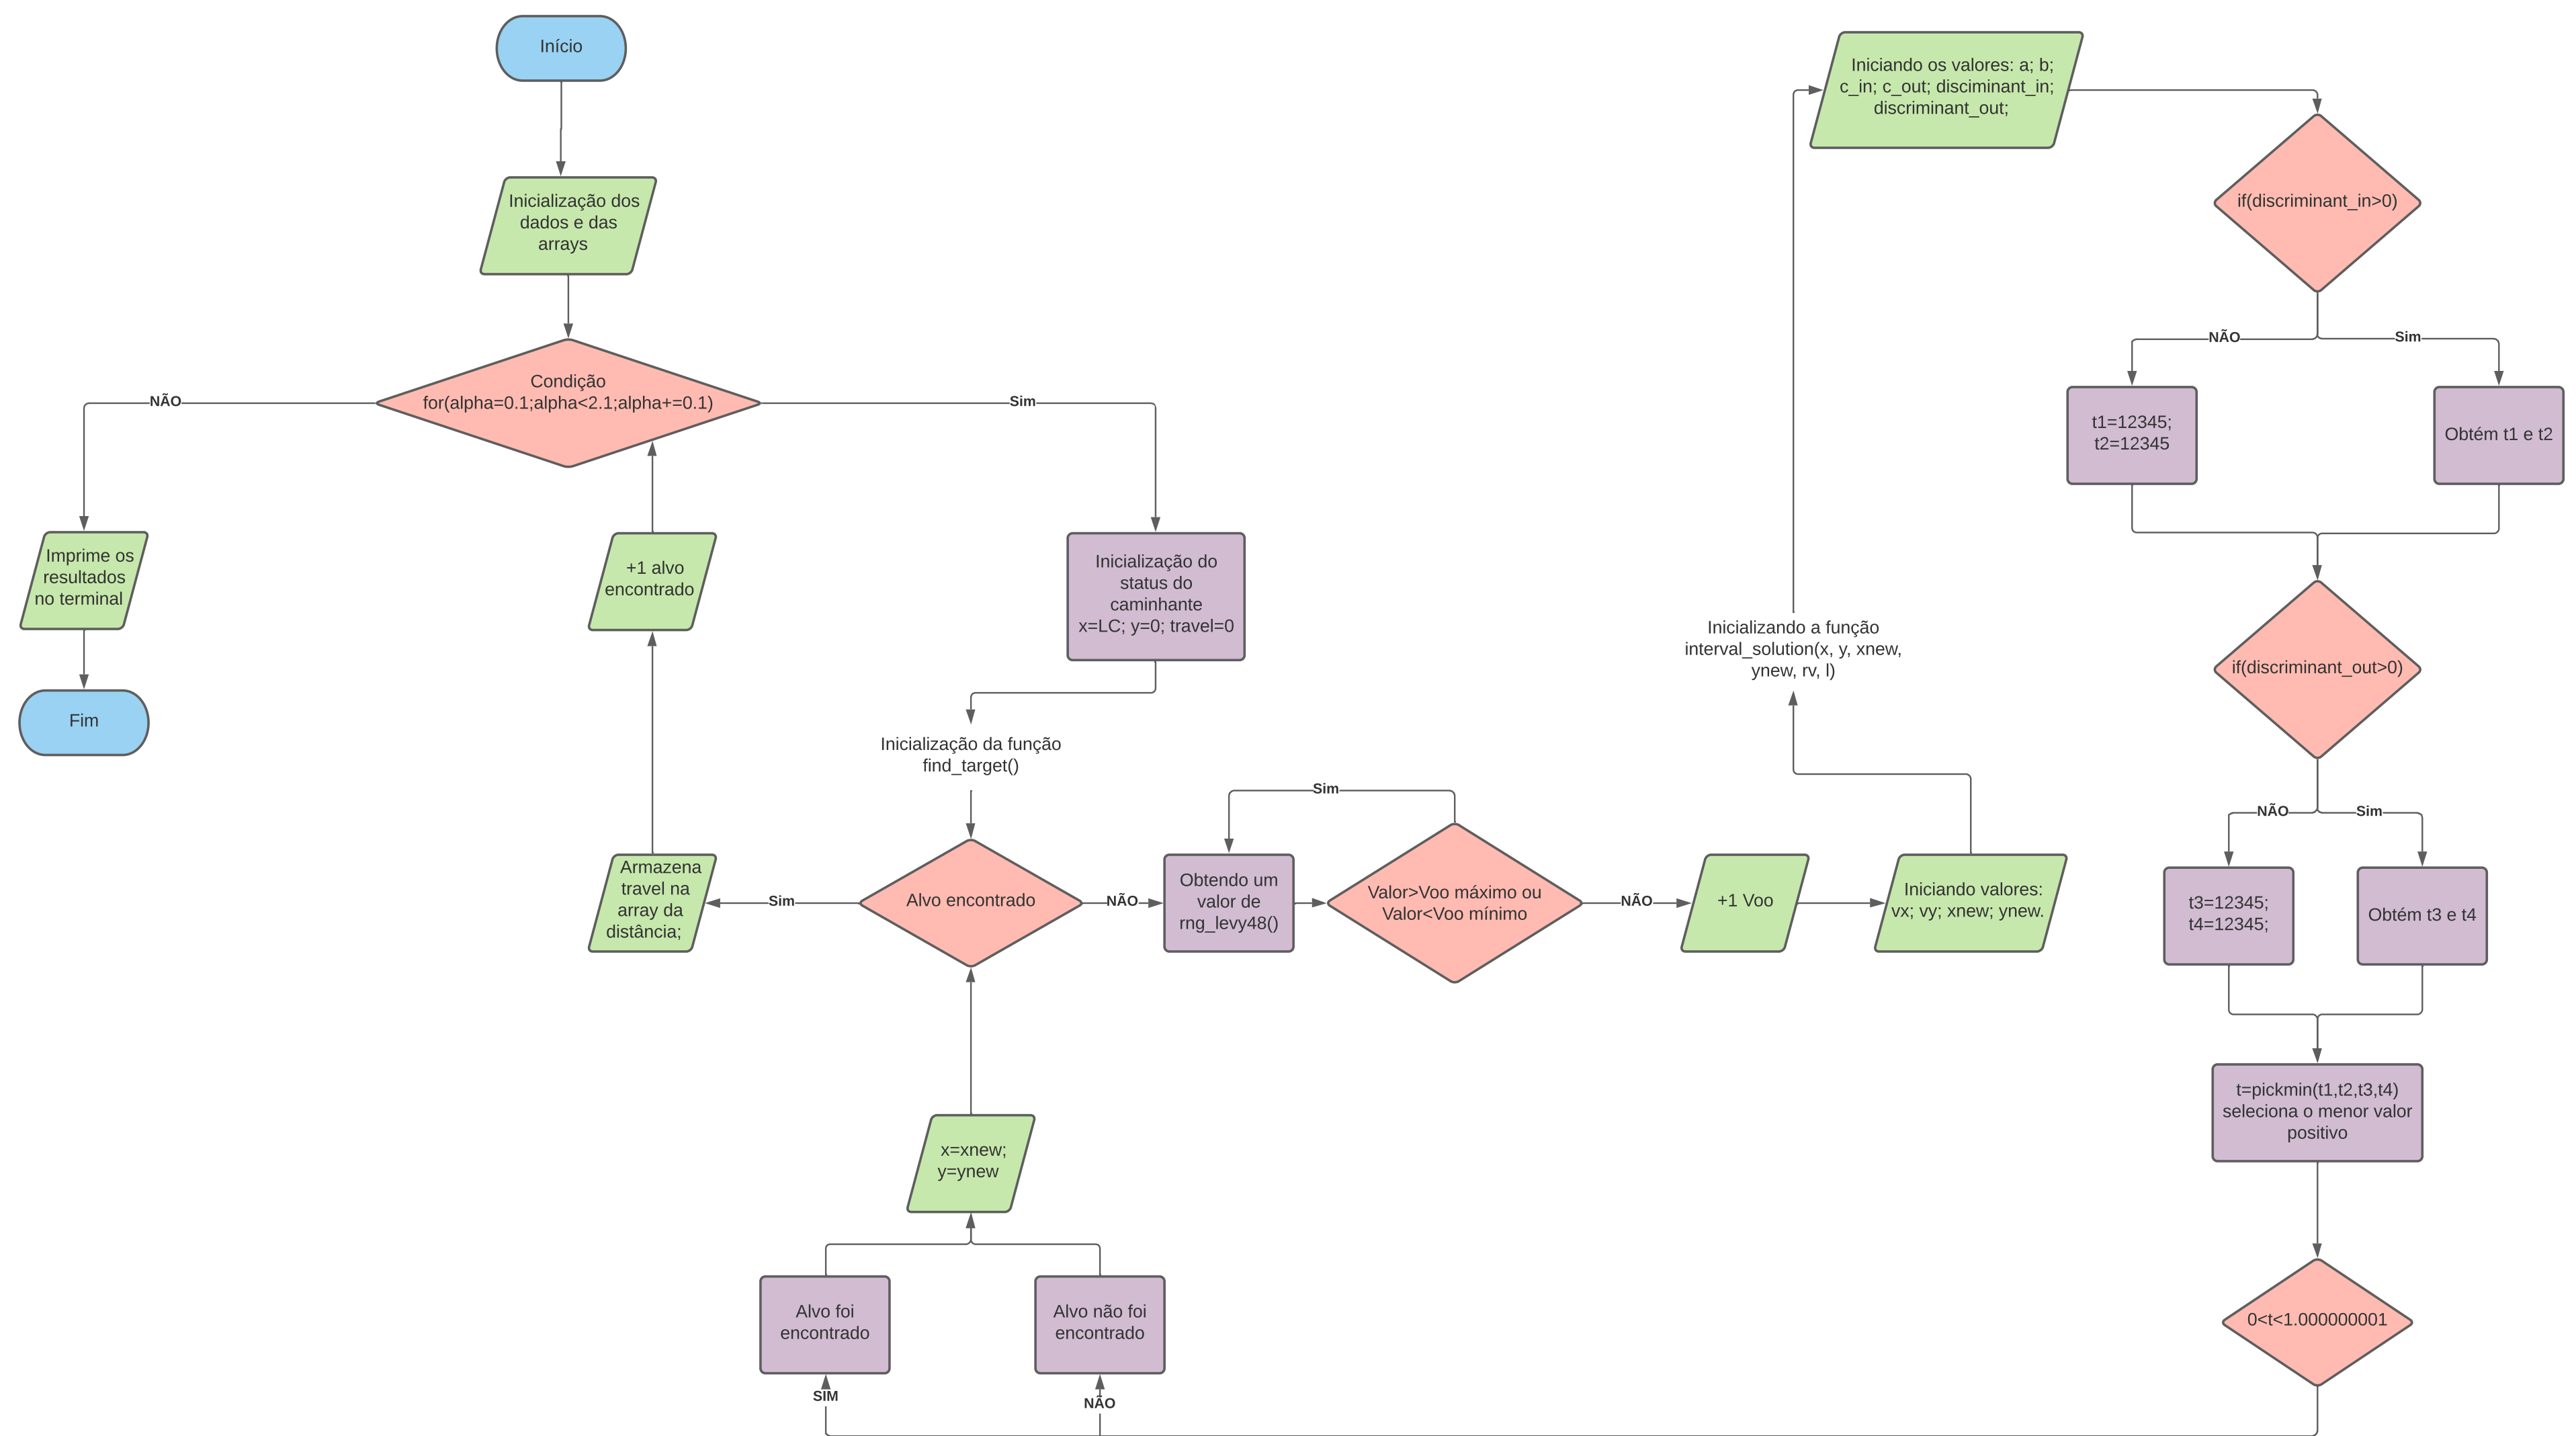 Início
Inicialização dos
dados e das
arrays
Condição
for(alpha=0.1;alpha<2.1;alpha+=0.1)
NÃO
Sim
Imprime os
resultados
no terminal
Fim
+1 alvo
encontrado
Armazena
travel na
array da
distância;
Inicialização do
status do
caminhante
x=LC; y=0; travel=0
Inicialização da função
find_target()
Alvo encontrado
Sim
NÃO
Obtendo um
valor de
rng_levy48()
Sim
Valor>Voo máximo ou
Valor<Voo mínimo
NÃO
+1 Voo
Iniciando valores:
vx; vy; xnew; ynew.
Inicializando a função
interval_solution(x, y, xnew,
ynew, rv, l)
Iniciando os valores: a; b;
c_in; c_out; disciminant_in;
discriminant_out;
if(discriminant_in>0)
NÃO
Sim
t1=12345;
t2=12345
Obtém t1 e t2
if(discriminant_out>0)
NÃO
Sim
t3=12345;
t4=12345;
Obtém t3 e t4
t=pickmin(t1,t2,t3,t4)
seleciona o menor valor
positivo
0<t<1.000000001
SIM
NÃO
Alvo foi
encontrado
Alvo não foi
encontrado
x=xnew;
y=ynew